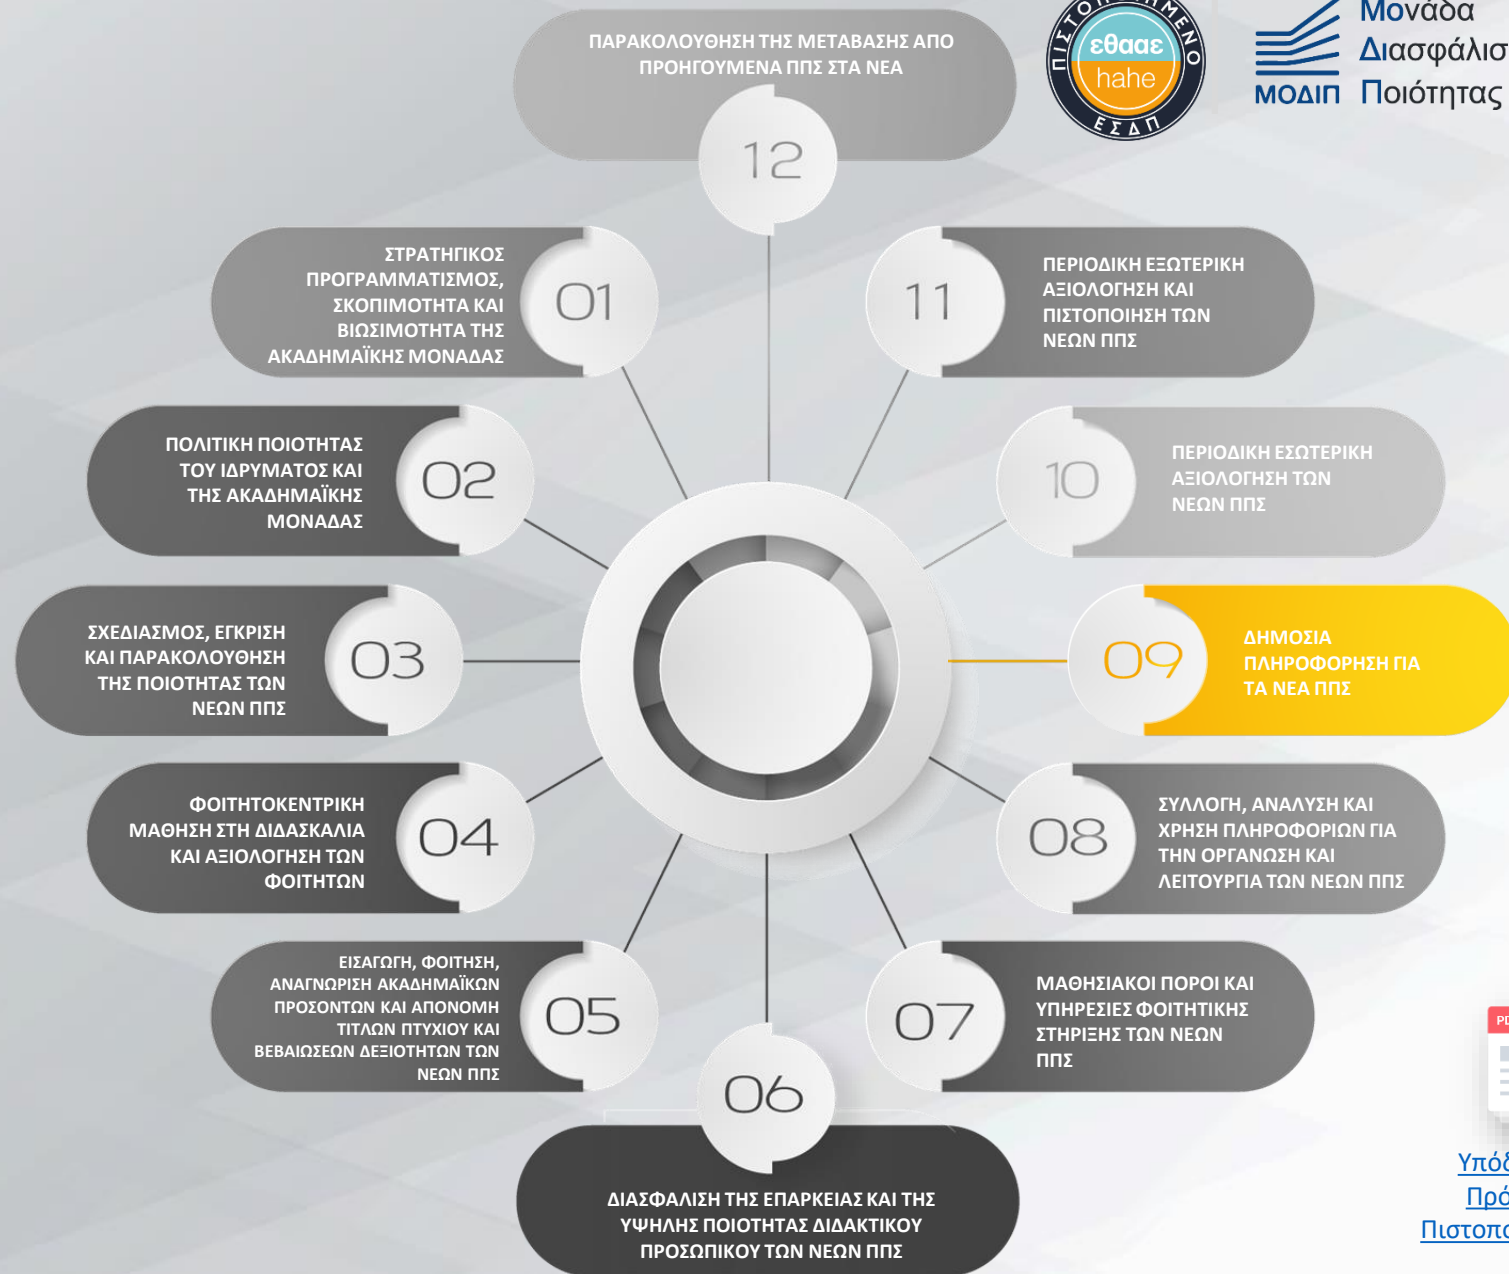 ΠΑΡΑΚΟΛΟΥΘΗΣΗ ΤΗΣ ΜΕΤΑΒΑΣΗΣ ΑΠΟ
ΠΡΟΗΓΟΥΜΕΝΑ ΠΠΣ ΣΤΑ ΝΕΑ
12
εθααε
hahe
ΕΣΔΠ
ΜΟΔΙΠ
Μονάδα
Ποιότητας
ΣΤΡΑΤΗΓΙΚΟΣ
ΠΡΟΓΡΑΜΜΑΤΙΣΜΟΣ,
ΣΚΟΠΙΜΟΤΗΤΑ ΚΑΙ
ΒΙΩΣΙΜΟΤΗΤΑ ΤΗΣ
ΑΚΑΔΗΜΑΪΚΗΣ ΜΟΝΑΔΑΣ
01
11
ΠΕΡΙΟΔΙΚΗ ΕΞΩΤΕΡΙΚΗ
ΑΞΙΟΛΟΓΗΣΗ ΚΑΙ
ΠΙΣΤΟΠΟΙΗΣΗ ΤΩΝ
ΝΕΩΝ ΠΠΣ
ΠΟΛΙΤΙΚΗ ΠΟΙΟΤΗΤΑΣ
ΤΟΥ ΙΔΡΥΜΑΤΟΣ ΚΑΙ
ΤΗΣ ΑΚΑΔΗΜΑΪΚΗΣ
ΜΟΝΑΔΑΣ
02
10
ΠΕΡΙΟΔΙΚΗ ΕΣΩΤΕΡΙΚΗ
ΑΞΙΟΛΟΓΗΣΗ ΤΩΝ
ΝΕΩΝ ΠΠΣ
ΣΧΕΔΙΑΣΜΟΣ, ΕΓΚΡΙΣΗ
ΚΑΙ ΠΑΡΑΚΟΛΟΥΘΗΣΗ
ΤΗΣ ΠΟΙΟΤΗΤΑΣ ΤΩΝ
ΝΕΩΝ ΠΠΣ
03
09
ΔΗΜΟΣΙΑ
ΠΛΗΡΟΦΟΡΗΣΗ ΓΙΑ
ΤΑ ΝΕΑ ΠΠΣ
ΦΟΙΤΗΤΟΚΕΝΤΡΙΚΗ
ΜΑΘΗΣΗ ΣΤΗ ΔΙΔΑΣΚΑΛΙΑ
ΚΑΙ ΑΞΙΟΛΟΓΗΣΗ ΤΩΝ
ΦΟΙΤΗΤΩΝ
04
08
ΣΥΛΛΟΓΗ, ΑΝΑΛΥΣΗ ΚΑΙ
ΧΡΗΣΗ ΠΛΗΡΟΦΟΡΙΩΝ ΓΙΑ
ΤΗΝ ΟΡΓΑΝΩΣΗ ΚΑΙ
ΛΕΙΤΟΥΡΓΙΑ ΤΩΝ ΝΕΩΝ ΠΠΣ
ΕΙΣΑΓΩΓΗ, ΦΟΙΤΗΣΗ,
ΑΝΑΓΝΩΡΙΣΗ ΑΚΑΔΗΜΑΪΚΩΝ
ΠΡΟΣΟΝΤΩΝ ΚΑΙ ΑΠΟΝΟΜΗ
ΤΙΤΛΩΝ ΠΤΥΧΙΟΥ ΚΑΙ
ΒΕΒΑΙΩΣΕΩΝ ΔΕΞΙΟΤΗΤΩΝ ΤΩΝ
ΝΕΩΝ ΠΠΣ
05
07
ΜΑΘΗΣΙΑΚΟΙ ΠΟΡΟΙ ΚΑΙ
ΥΠΗΡΕΣΙΕΣ ΦΟΙΤΗΤΙΚΗΣ
ΣΤΗΡΙΞΗΣ ΤΩΝ ΝΕΩΝ
ΠΠΣ
06
ΔΙΑΣΦΑΛΙΣΗ ΤΗΣ ΕΠΑΡΚΕΙΑΣ ΚΑΙ ΤΗΣ
ΥΨΗΛΗΣ ΠΟΙΟΤΗΤΑΣ ΔΙΔΑΚΤΙΚΟΥ
ΠΡΟΣΩΠΙΚΟΥ ΤΩΝ ΝΕΩΝ ΠΠΣ